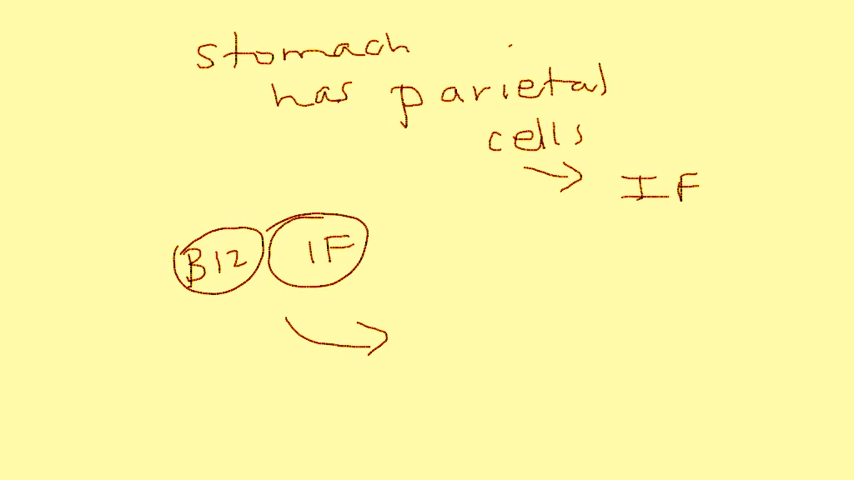 stomach
has parietal
cells
→ IF
B12 IF
→